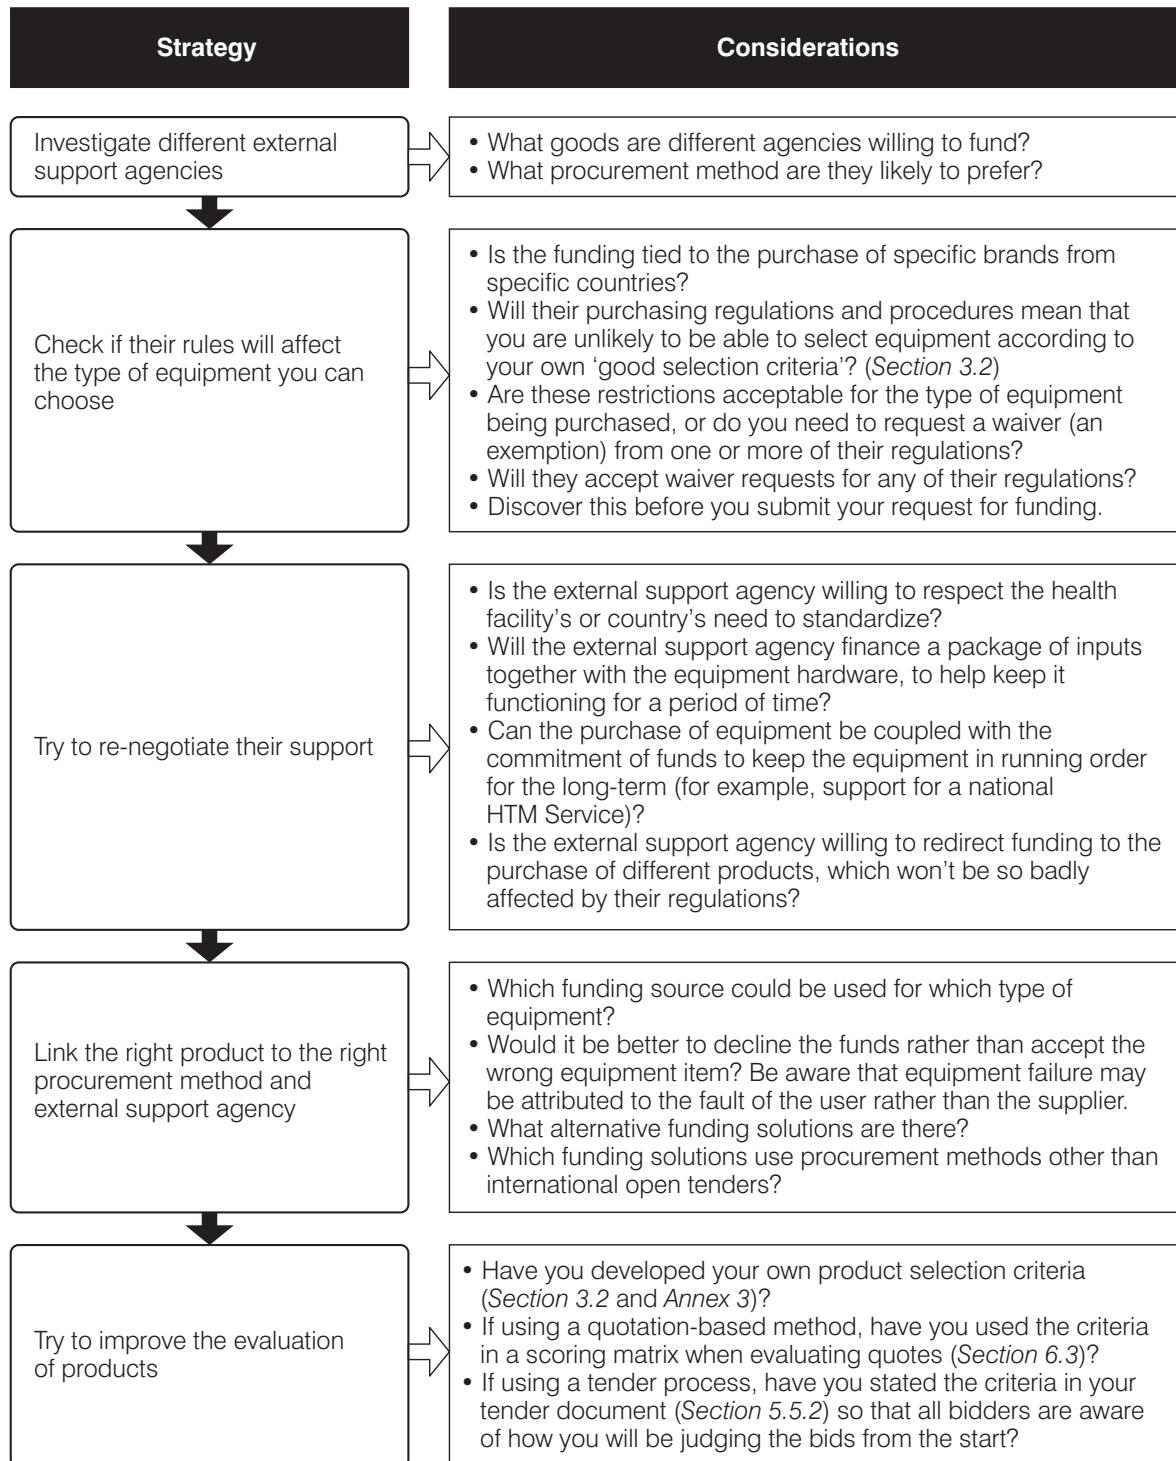 Strategy
Considerations
Investigate different external
support agencies
• What goods are different agencies willing to fund?
• What procurement method are they likely to prefer?
Check if their rules will affect
the type of equipment you can
choose
• Is the funding tied to the purchase of specific brands from
specific countries?
• Will their purchasing regulations and procedures mean that
you are unlikely to be able to select equipment according to
your own ‘good selection criteria’? (Section 3.2)
• Are these restrictions acceptable for the type of equipment
being purchased, or do you need to request a waiver (an
exemption) from one or more of their regulations?
• Will they accept waiver requests for any of their regulations?
• Discover this before you submit your request for funding.
Try to re-negotiate their support
• Is the external support agency willing to respect the health
facility’s or country’s need to standardize?
• Will the external support agency finance a package of inputs
together with the equipment hardware, to help keep it
functioning for a period of time?
• Can the purchase of equipment be coupled with the
commitment of funds to keep the equipment in running order
for the long-term (for example, support for a national
HTM Service)?
• Is the external support agency willing to redirect funding to the
purchase of different products, which won’t be so badly
affected by their regulations?
Link the right product to the right
procurement method and
external support agency
• Which funding source could be used for which type of
equipment?
• Would it be better to decline the funds rather than accept the
wrong equipment item? Be aware that equipment failure may
be attributed to the fault of the user rather than the supplier.
• What alternative funding solutions are there?
• Which funding solutions use procurement methods other than
international open tenders?
Try to improve the evaluation
of products
• Have you developed your own product selection criteria
(Section 3.2 and Annex 3)?
• If using a quotation-based method, have you used the criteria
in a scoring matrix when evaluating quotes (Section 6.3)?
• If using a tender process, have you stated the criteria in your
tender document (Section 5.5.2) so that all bidders are aware
of how you will be judging the bids from the start?